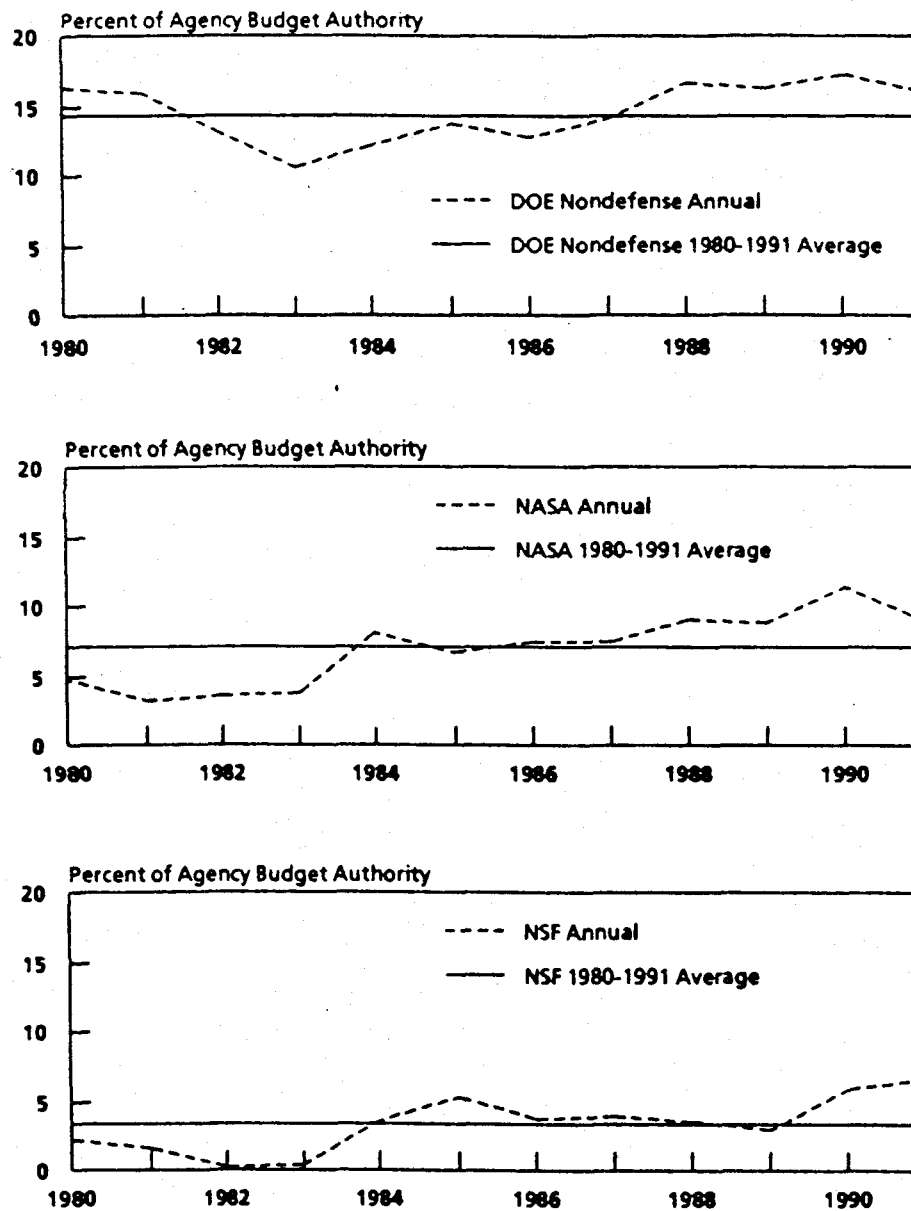 Percent of Agency Budget Authority
20
15
10
5
0
DOE Nondefense Annual
DOE Nondefense 1980-1991 Average
1980 1982 1984 1986 1988 1990
Percent of Agency Budget Authority
20
15
10
5
0
NASA Annual
NASA 1980-1991 Average
1980 1982 1984 1986 1988 1990
Percent of Agency Budget Authority
20
15
10
5
0
NSF Annual
NSF 1980-1991 Average
1980 1982 1984 1986 1988 1990